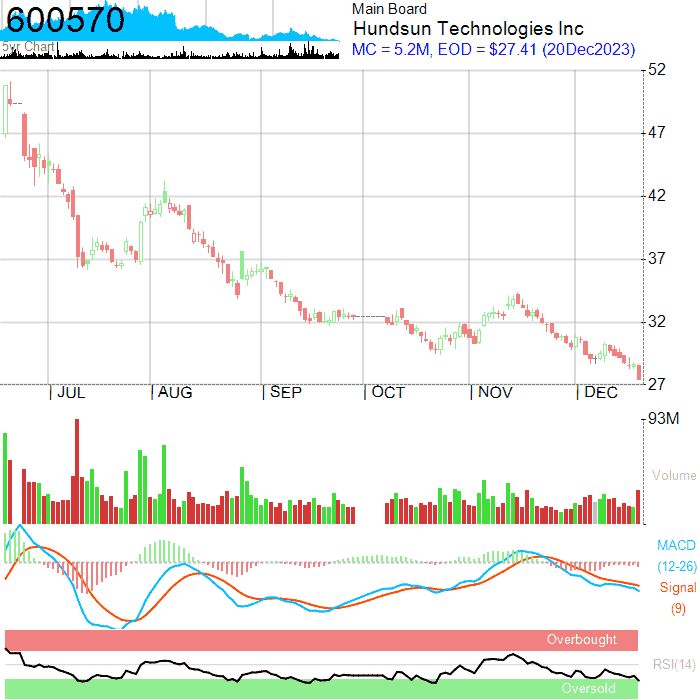 600570
5yr Chart
Main Board
Hundsun Technologies Inc
MC = 5.2M, EOD = $27.41 (20Dec2023)
52
47
42
37
32
27
JUL
AUG
SEP
OCT
NOV
DEC
93M
Volume
MACD
(12-26)
Signal
(9)
Overbought
RSI(14)
Oversold